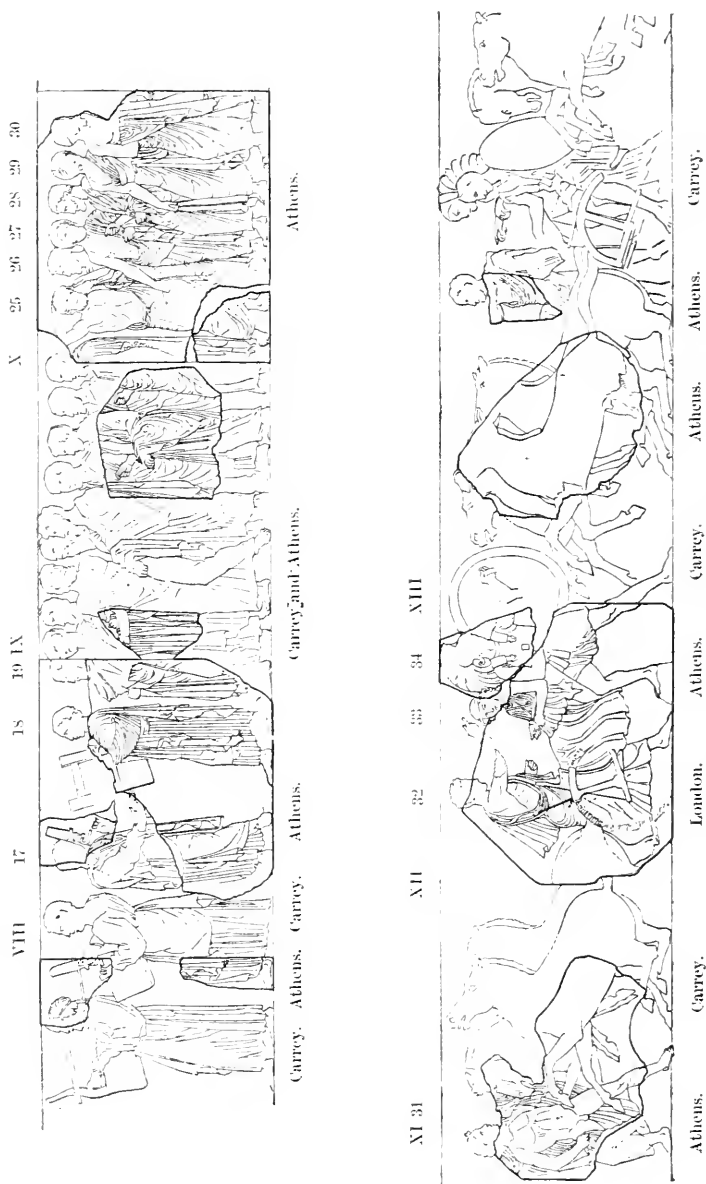 VIII 17 18 19 IX X 25 26 27 28 29 30
Carrey. Athens. Carrey. Athens. Carrey and Athens. Athens.
XI 31 XII 32 33 34 XIII
Athens. Carrey. London. Athens. Carrey. Athens. Athens. Carrey.